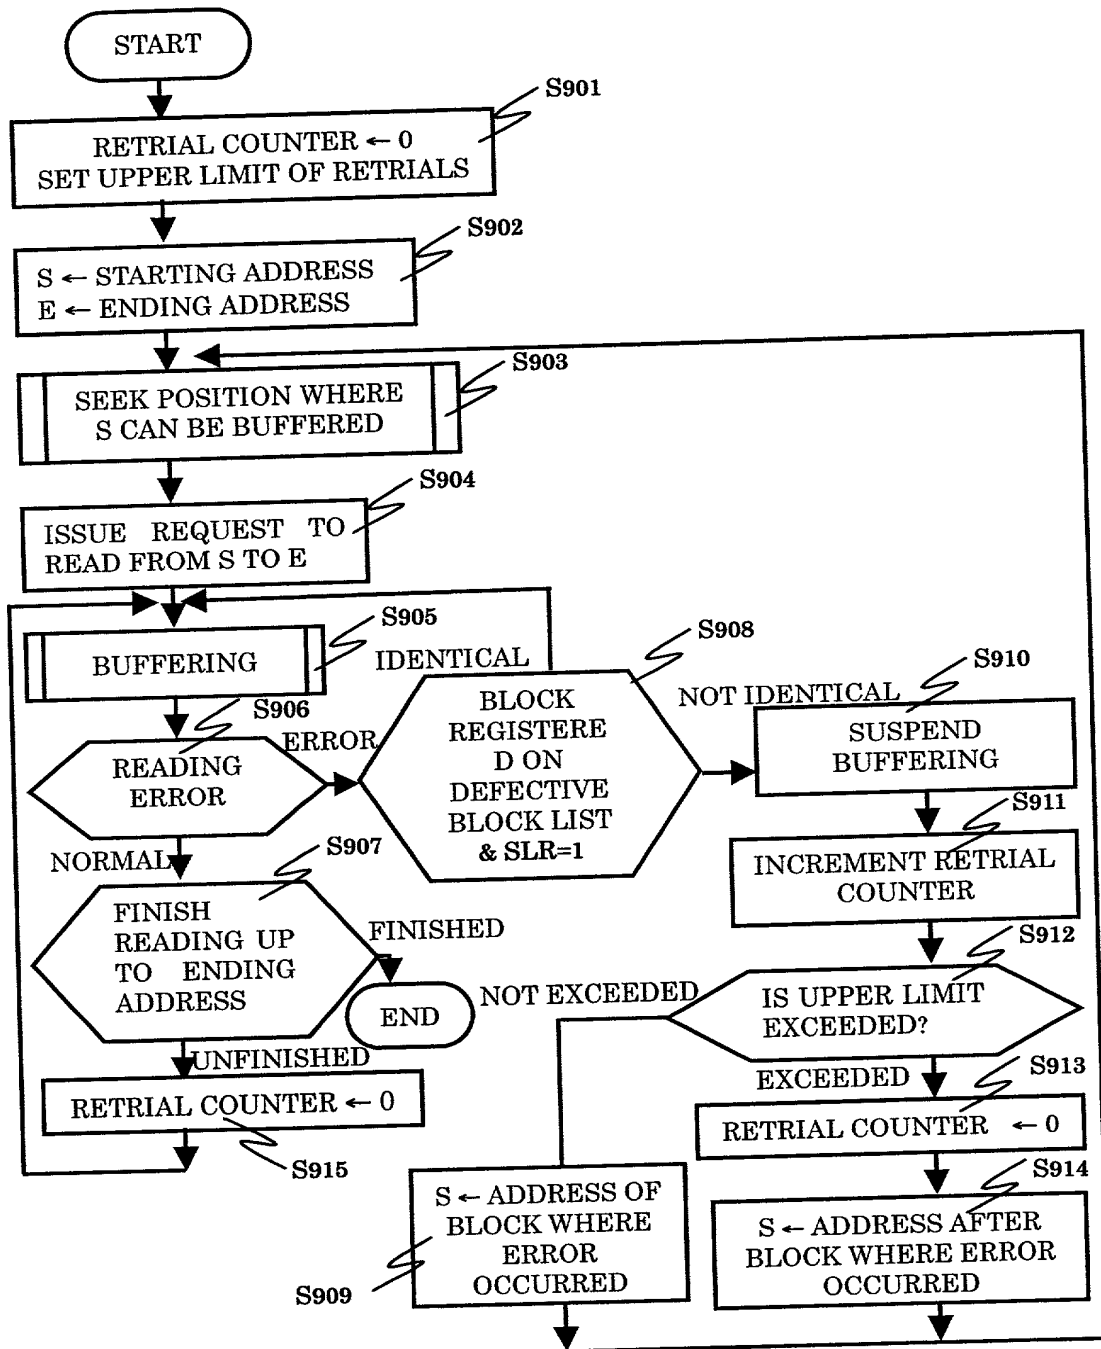 START
S901
RETRIAL COUNTER ← 0
SET UPPER LIMIT OF RETRIALS
S902
S ← STARTING ADDRESS
E ← ENDING ADDRESS
S903
SEEK POSITION WHERE
S CAN BE BUFFERED
S904
ISSUE REQUEST TO
READ FROM S TO E
S905
BUFFERING
IDENTICAL
S908
S906
ERROR
READING
ERROR
BLOCK
REGISTERE
D ON
DEFECTIVE
BLOCK LIST
& SLR=1
NOT IDENTICAL
S910
SUSPEND
BUFFERING
S911
INCREMENT RETRIAL
COUNTER
NORMAL
S907
FINISH
READING UP
TO ENDING
ADDRESS
FINISHED
END
S912
NOT EXCEEDED
IS UPPER LIMIT
EXCEEDED?
UNFINISHED
RETRIAL COUNTER ← 0
S915
EXCEEDED
S913
RETRIAL COUNTER ← 0
S914
S ← ADDRESS OF
BLOCK WHERE
ERROR
OCCURRED
S909
S ← ADDRESS AFTER
BLOCK WHERE ERROR
OCCURRED